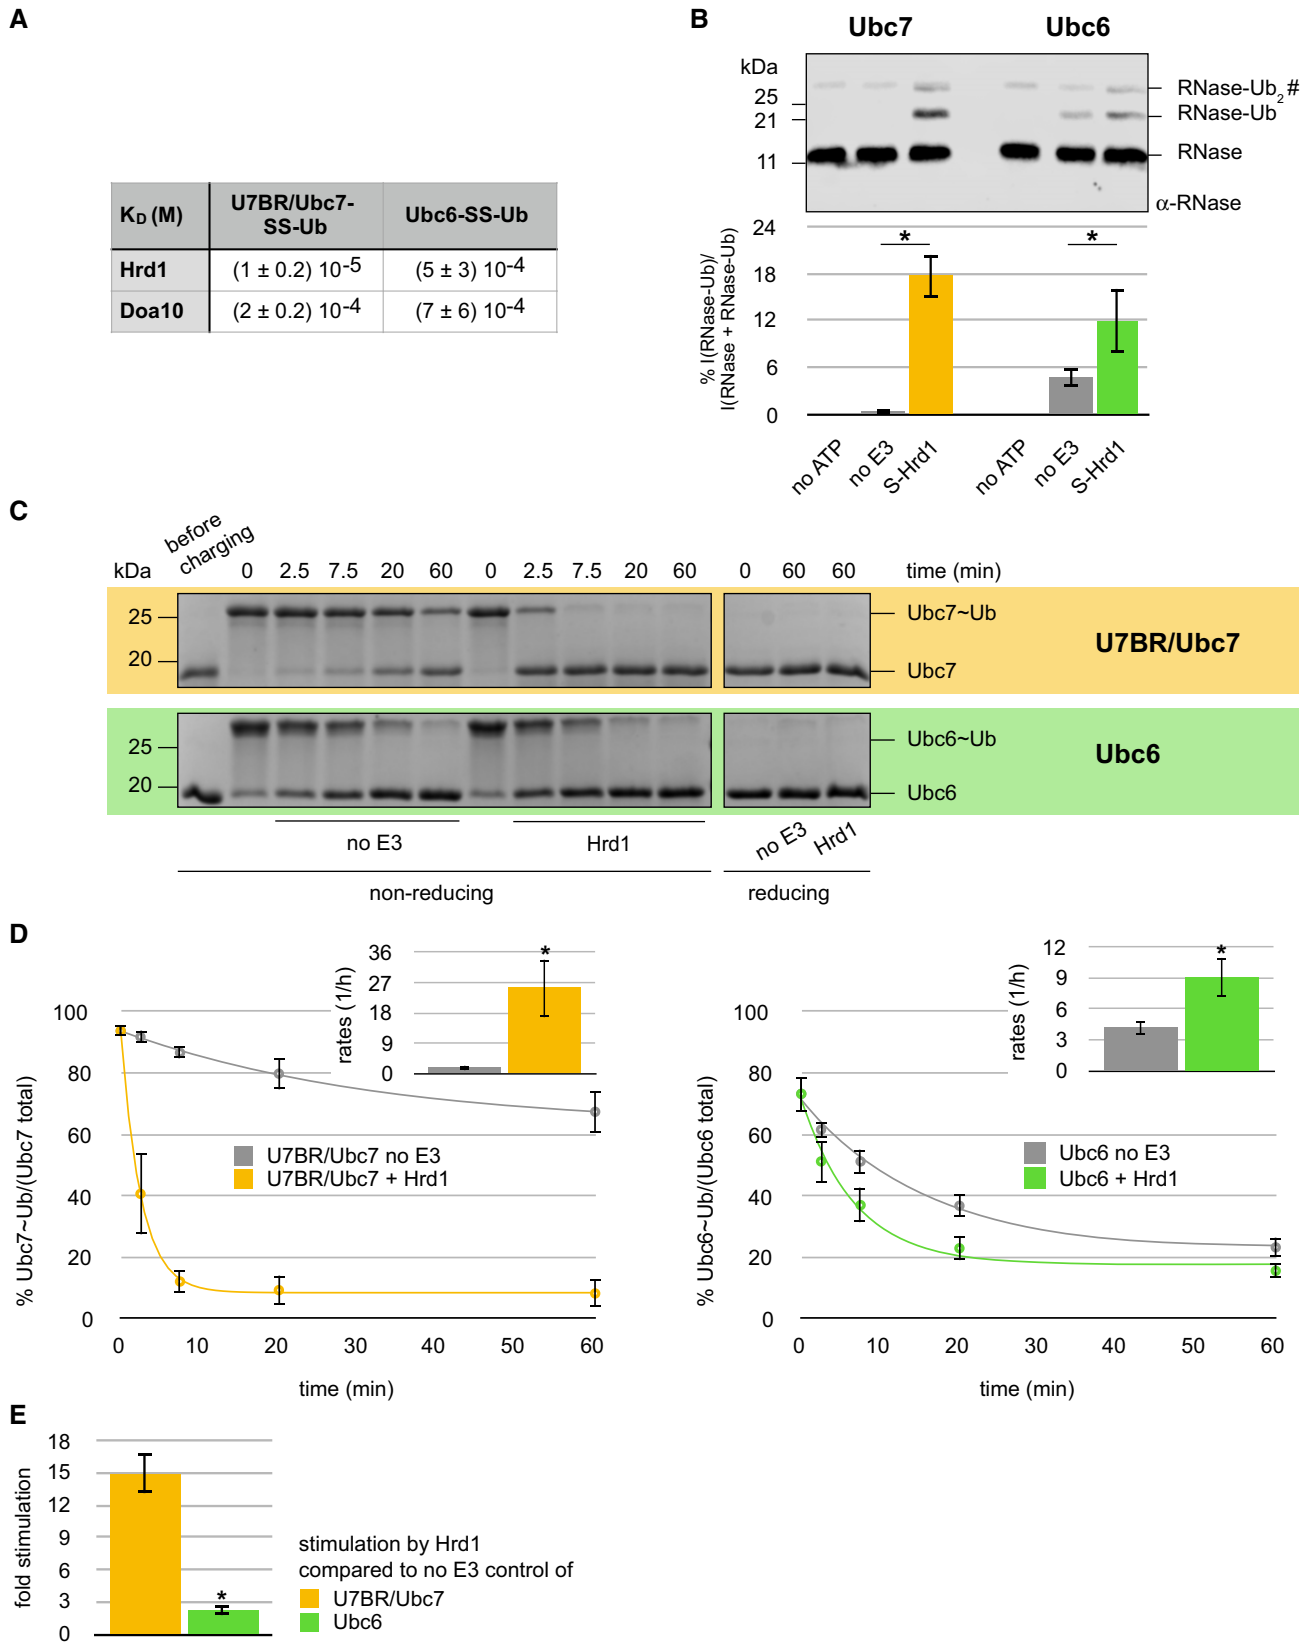 A
K_D (M) U7BR/Ubc7-SS-Ub Ubc6-SS-Ub
Hrd1 (1 ± 0.2) 10^-5 (5 ± 3) 10^-4
Doa10 (2 ± 0.2) 10^-4 (7 ± 6) 10^-4
B
Ubc7 Ubc6
kDa
25
21
11
RNase-Ub₂ #
RNase-Ub
RNase
α-RNase
% I(RNase-Ub)/
I(RNase + RNase-Ub)
24
18
12
6
0
* *
no ATP no E3 S-Hrd1 no ATP no E3 S-Hrd1
C
before
charging
kDa 0 2.5 7.5 20 60 0 2.5 7.5 20 60 0 60 60 time (min)
25 Ubc7~Ub
20 Ubc7
U7BR/Ubc7
25 Ubc6~Ub
20 Ubc6
Ubc6
no E3 Hrd1 no E3 Hrd1
non-reducing reducing
D
% Ubc7~Ub/(Ubc7 total)
100
80
60
40
20
0
0 10 20 30 40 50 60
time (min)
rates (1/h)
36
27
18
9
0
*
U7BR/Ubc7 no E3
U7BR/Ubc7 + Hrd1
% Ubc6~Ub/(Ubc6 total)
100
80
60
40
20
0
0 10 20 30 40 50 60
time (min)
rates (1/h)
12
9
6
3
0
*
Ubc6 no E3
Ubc6 + Hrd1
E
fold stimulation
18
15
12
9
6
3
0
*
stimulation by Hrd1
compared to no E3 control of
U7BR/Ubc7
Ubc6